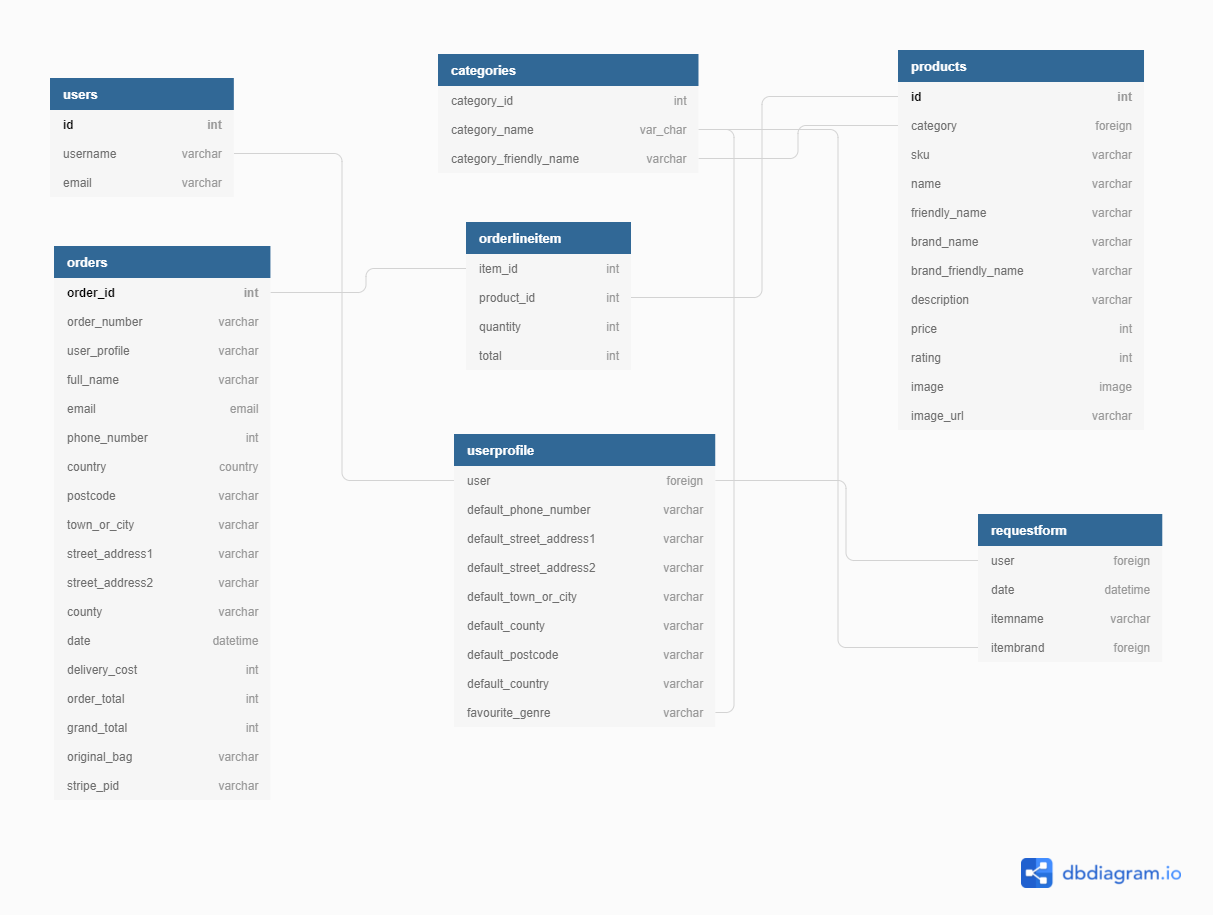 users
id int
username varchar
email varchar
orders
order_id int
order_number varchar
user_profile varchar
full_name varchar
email email
phone_number int
country country
postcode varchar
town_or_city varchar
street_address1 varchar
street_address2 varchar
county varchar
date datetime
delivery_cost int
order_total int
grand_total int
original_bag varchar
stripe_pid varchar
categories
category_id int
category_name var_char
category_friendly_name varchar
orderlineitem
item_id int
product_id int
quantity int
total int
userprofile
user foreign
default_phone_number varchar
default_street_address1 varchar
default_street_address2 varchar
default_town_or_city varchar
default_county varchar
default_postcode varchar
default_country varchar
favourite_genre varchar
products
id int
category foreign
sku varchar
name varchar
friendly_name varchar
brand_name varchar
brand_friendly_name varchar
description varchar
price int
rating int
image image
image_url varchar
requestform
user foreign
date datetime
itemname varchar
itembrand foreign
dbdiagram.io